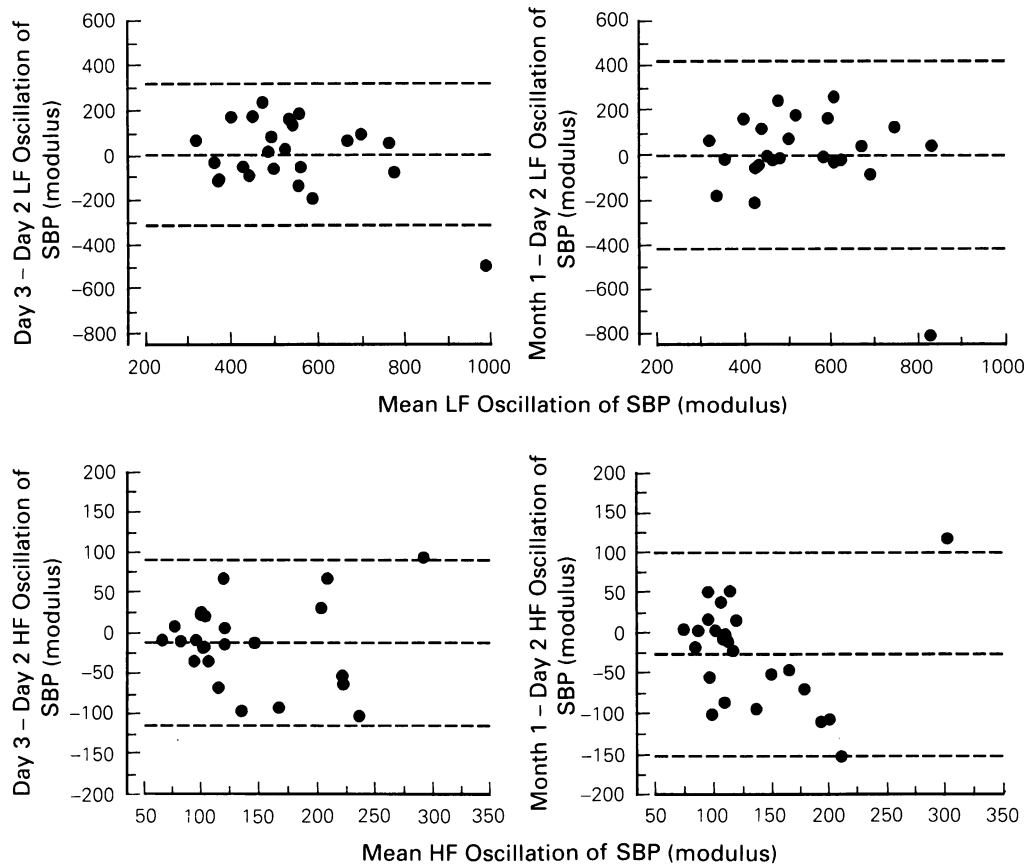 Day 3 – Day 2 LF Oscillation of
SBP (modulus)
600
400
200
0
−200
−400
−600
−800
200 400 600 800 1000
Month 1 – Day 2 LF Oscillation of
SBP (modulus)
600
400
200
0
−200
−400
−600
−800
200 400 600 800 1000
Mean LF Oscillation of SBP (modulus)
Day 3 – Day 2 HF Oscillation of
SBP (modulus)
200
150
100
50
0
−50
−100
−150
−200
50 100 150 200 250 300 350
Month 1 – Day 2 HF Oscillation of
SBP (modulus)
200
150
100
50
0
−50
−100
−150
−200
50 100 150 200 250 300 350
Mean HF Oscillation of SBP (modulus)